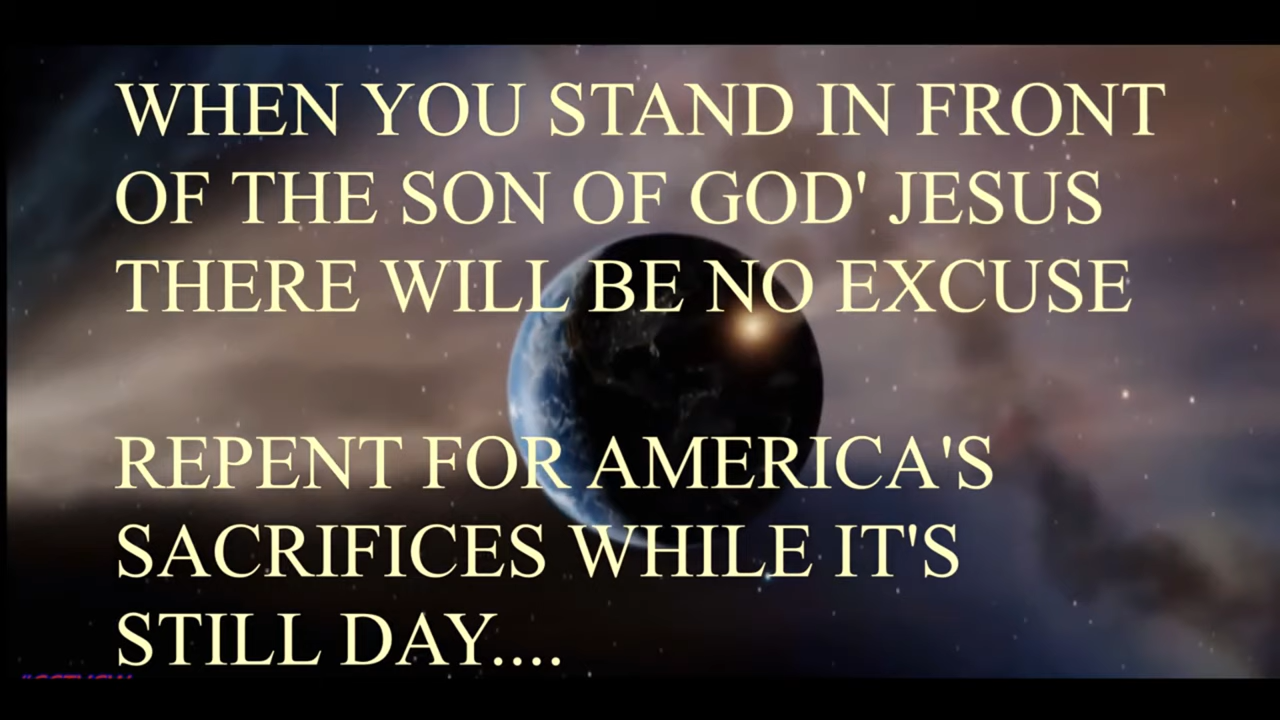 WHEN YOU STAND IN FRONT
OF THE SON OF GOD' JESUS
THERE WILL BE NO EXCUSE
REPENT FOR AMERICA'S
SACRIFICES WHILE IT'S
STILL DAY....